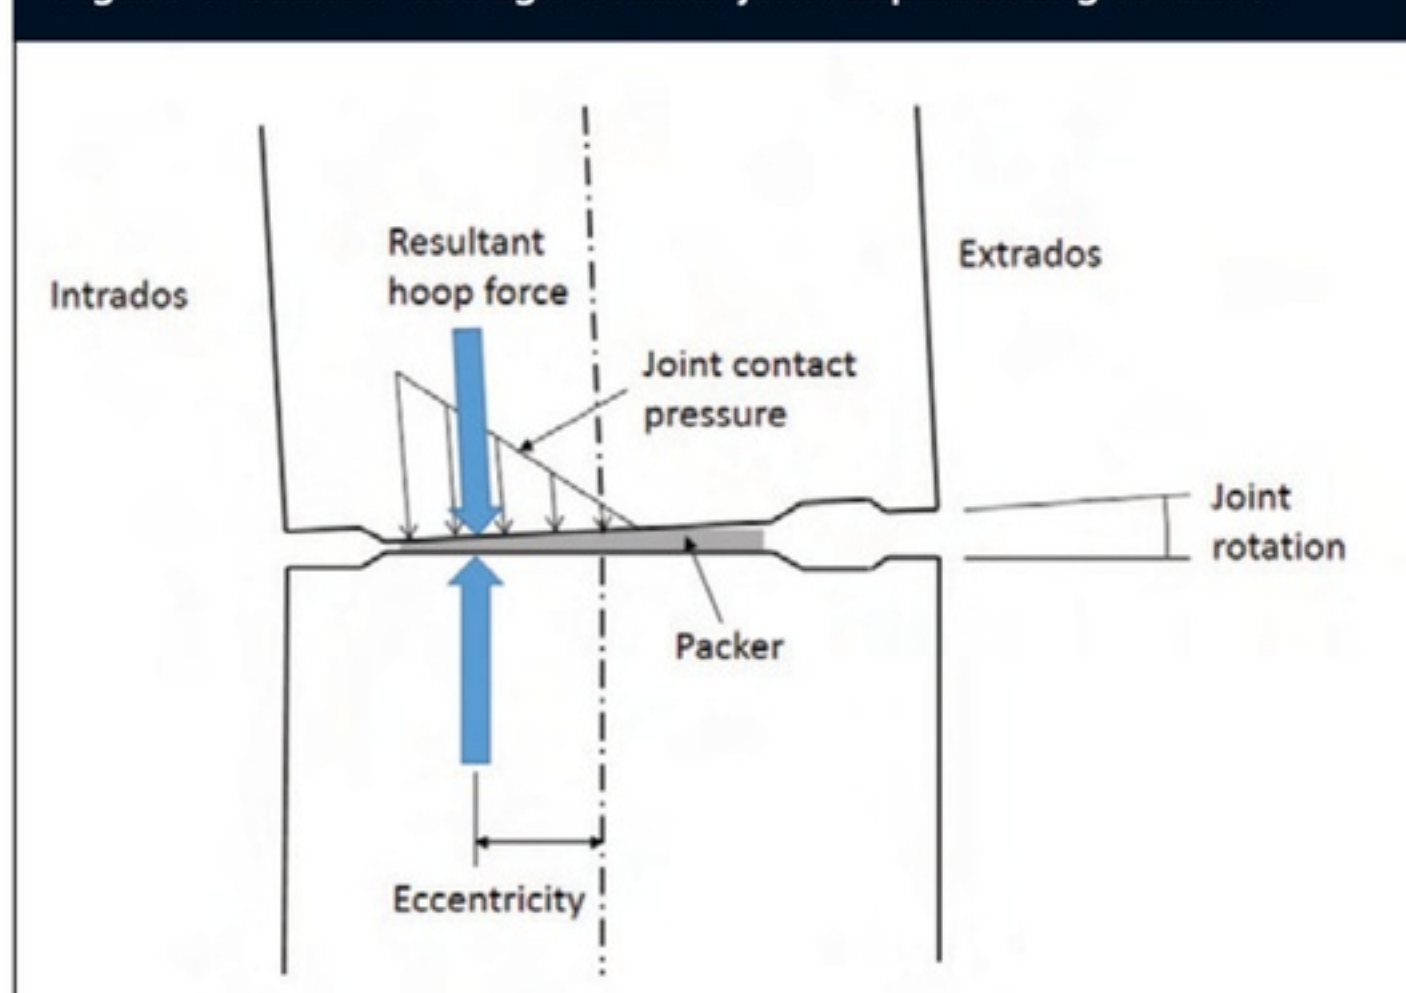 Resultant
hoop force
Extrados
Intrados
Joint contact
pressure
Joint
rotation
Packer
Eccentricity